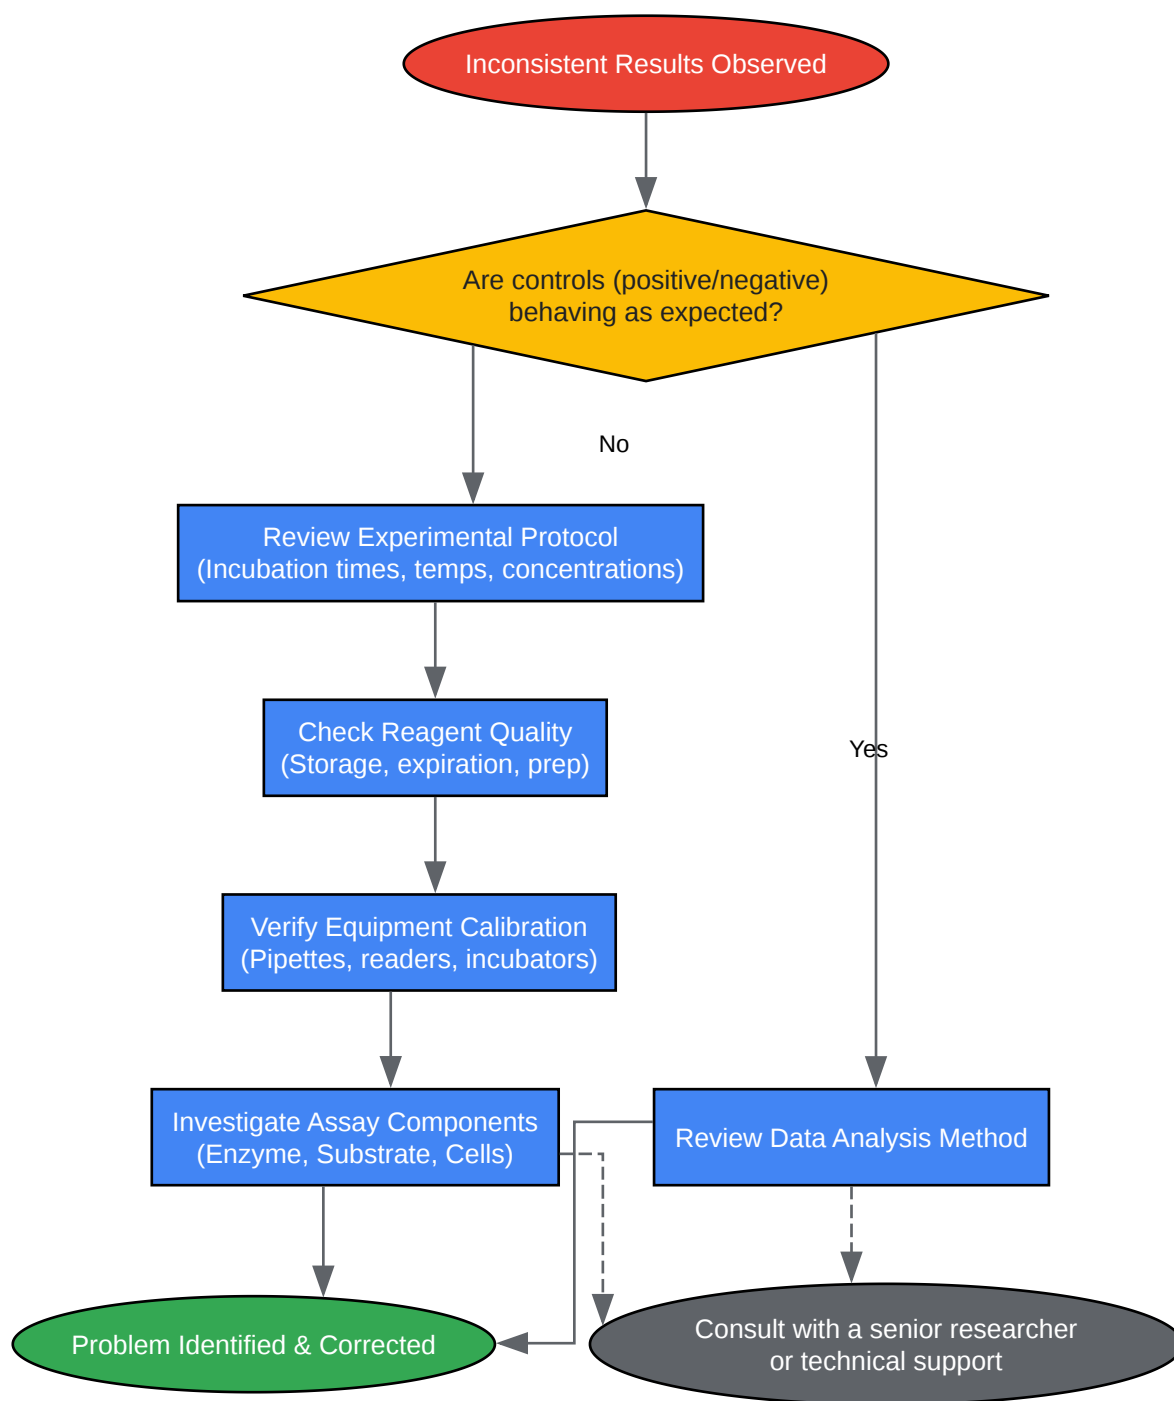 Inconsistent Results Observed
Are controls (positive/negative)
behaving as expected?
No
Review Experimental Protocol
(Incubation times, temps, concentrations)
Check Reagent Quality
(Storage, expiration, prep)
Yes
Verify Equipment Calibration
(Pipettes, readers, incubators)
Investigate Assay Components
(Enzyme, Substrate, Cells)
Review Data Analysis Method
Problem Identified & Corrected
Consult with a senior researcher
or technical support